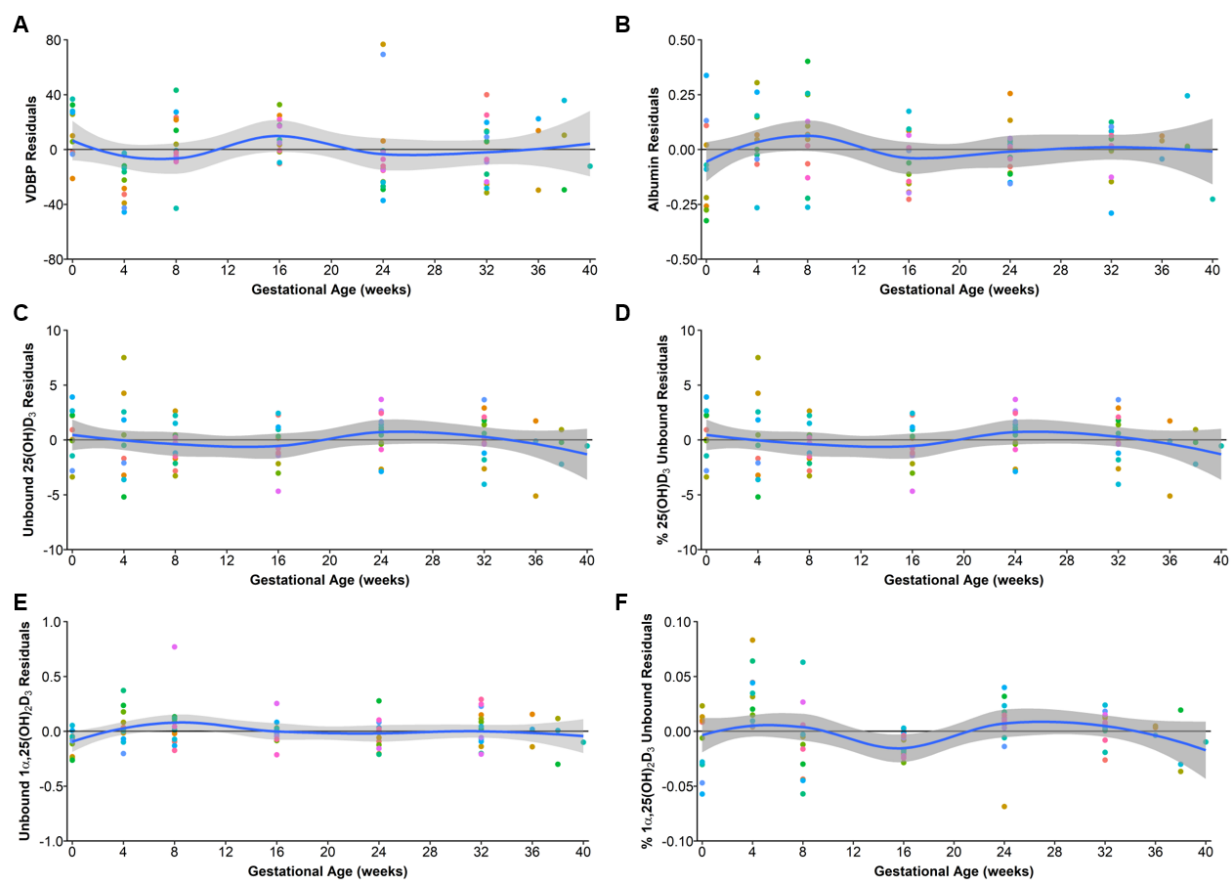 A
B
VDBP Residuals
80
40
0
-40
-80
0 4 8 12 16 20 24 28 32 36 40
Gestational Age (weeks)
Albumin Residuals
0.50
0.25
0.00
-0.25
-0.50
0 4 8 12 16 20 24 28 32 36 40
Gestational Age (weeks)
C
D
Unbound 25(OH)D₃ Residuals
10
5
0
-5
-10
0 4 8 12 16 20 24 28 32 36 40
Gestational Age (weeks)
% 25(OH)D₃ Unbound Residuals
10
5
0
-5
-10
0 4 8 12 16 20 24 28 32 36 40
Gestational Age (weeks)
E
F
Unbound 1α,25(OH)₂D₃ Residuals
1.0
0.5
0.0
-0.5
-1.0
0 4 8 12 16 20 24 28 32 36 40
Gestational Age (weeks)
% 1α,25(OH)₂D₃ Unbound Residuals
0.10
0.05
0.00
-0.05
-0.10
0 4 8 12 16 20 24 28 32 36 40
Gestational Age (weeks)